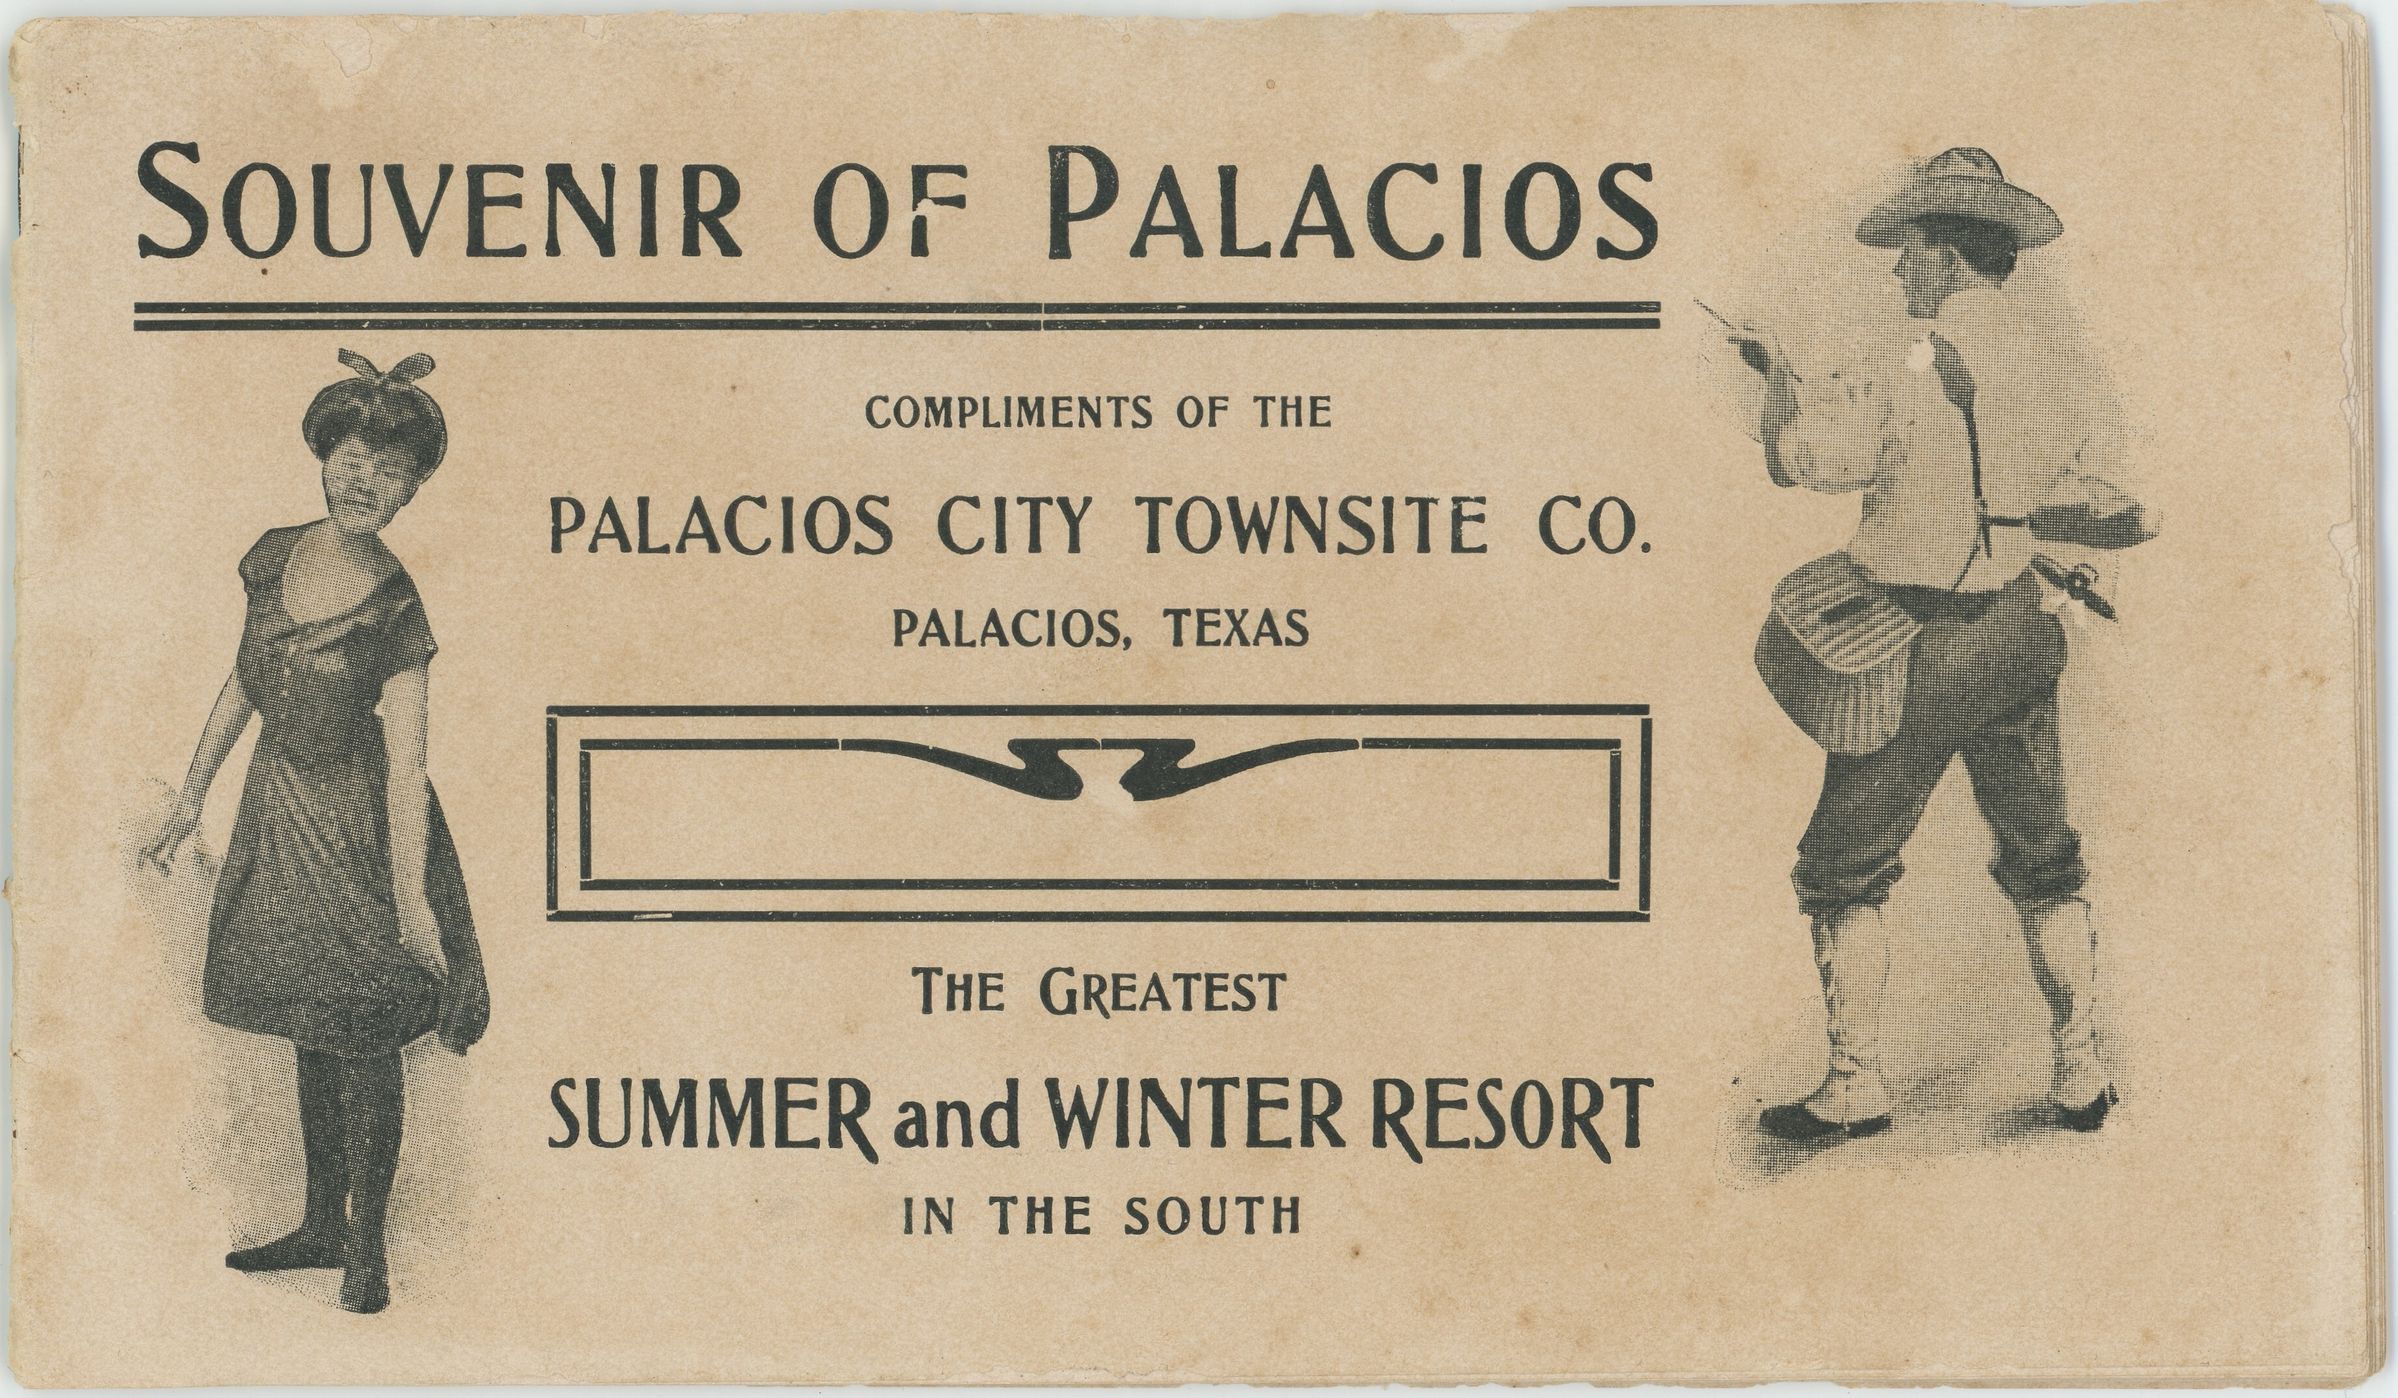 SOUVENIR OF PALACIOS
COMPLIMENTS OF THE
PALACIOS CITY TOWNSITE CO.
PALACIOS, TEXAS
THE GREATEST
SUMMER and WINTER RESORT
IN THE SOUTH